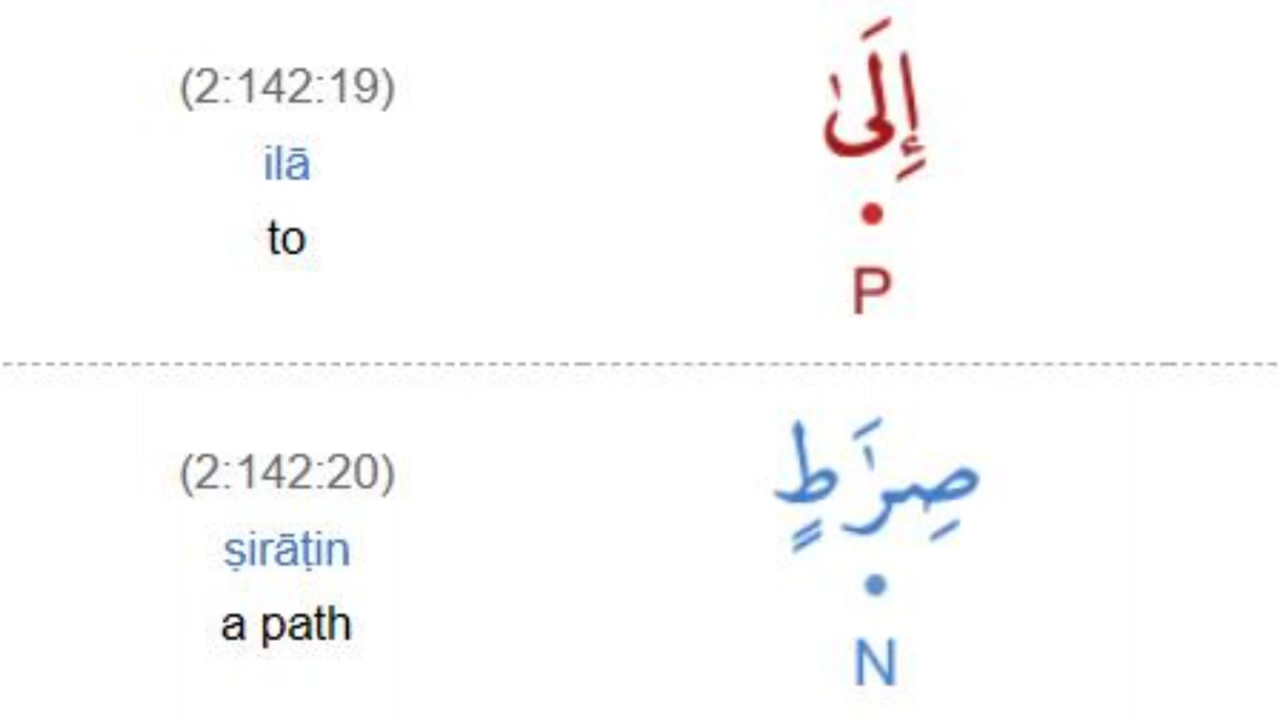 (2:142:19)
ilā
to
إِلَىٰ
P
(2:142:20)
ṣirāṭin
a path
صِرَٰطٍ
N